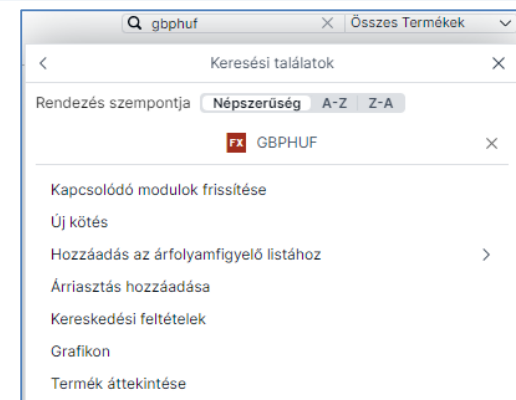 gbphuf Összes Termékek
Keresési találatok
Rendezés szempontja Népszerűség A-Z Z-A
FX GBPHUF
Kapcsolódó modulok frissítése
Új kötés
Hozzáadás az árfolyamfigyelő listához
Árriasztás hozzáadása
Kereskedési feltételek
Grafikon
Termék áttekintése